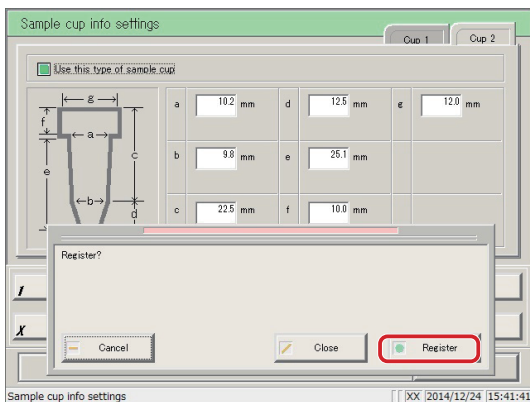 Sample cup info settings
Cup 1 Cup 2
Use this type of sample cup
g
f
a
c
e
b
d
a 10.2 mm d 12.5 mm g 12.0 mm
b 9.8 mm e 25.1 mm
c 22.5 mm f 10.0 mm
Register?
1
X
Cancel Close Register
Sample cup info settings XX 2014/12/24 15:41:41